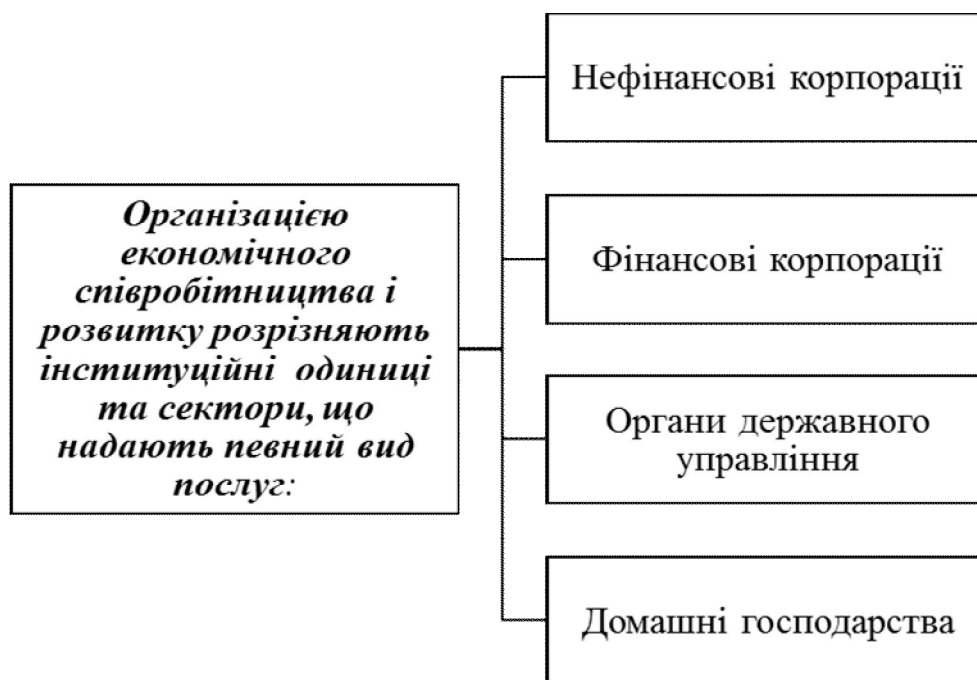 Організацією
економічного
співробітництва і
розвитку розрізняють
інституційні одиниці
та сектори, що
надають певний вид
послуг:
Нефінансові корпорації
Фінансові корпорації
Органи державного
управління
Домашні господарства